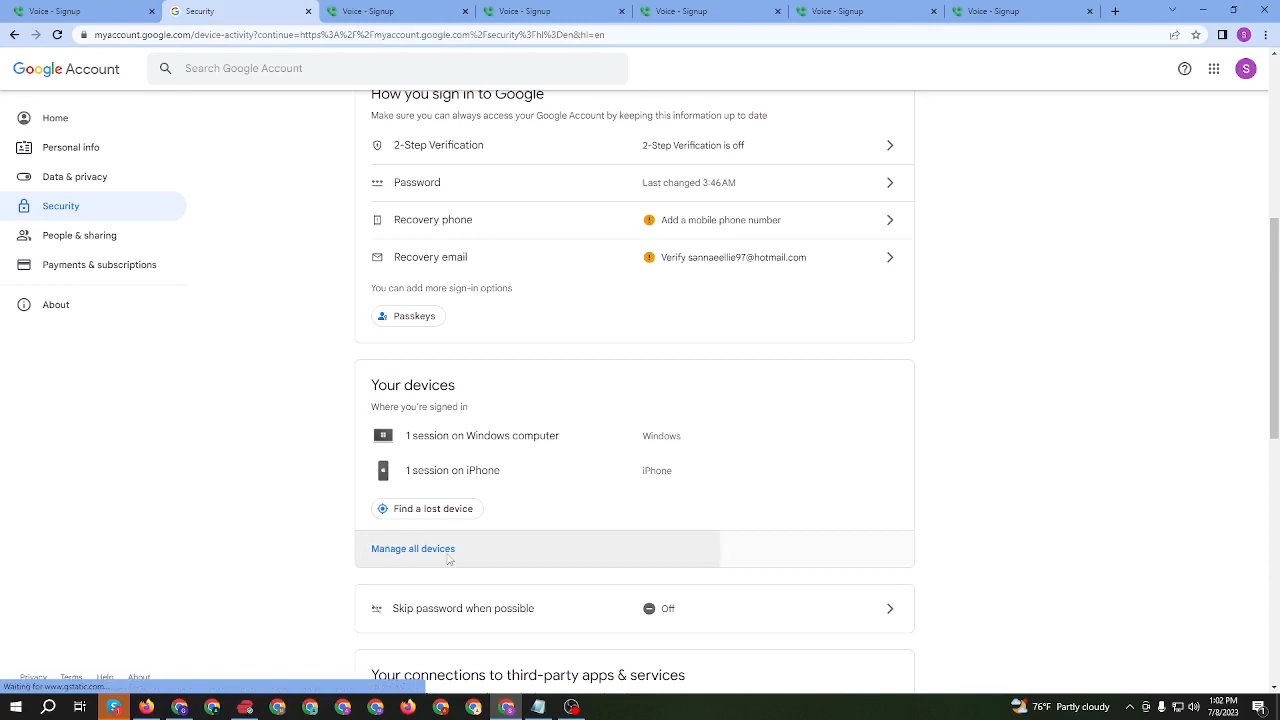 Voice - Signup
Security
Voice - Signup
Voice - Signup
Voice - Signup
Voice - Signup
Voice - Signup
myaccount.google.com/device-activity?continue=https%3A%2F%2Fmyaccount.google.com%2Fsecurity%3Fhl%3Den&hl=en
S
Google Account
Search Google Account
S
How you sign in to Google
Make sure you can always access your Google Account by keeping this information up to date
Home
Personal info
Data & privacy
Security
People & sharing
Payments & subscriptions
About
2-Step Verification
2-Step Verification is off
Password
Last changed 3:46 AM
Recovery phone
Add a mobile phone number
Recovery email
Verify sannaeellie97@hotmail.com
You can add more sign-in options
Passkeys
Your devices
Where you're signed in
1 session on Windows computer
Windows
1 session on iPhone
iPhone
Find a lost device
Manage all devices
Skip password when possible
Off
Your connections to third-party apps & services
Privacy Terms Help About
Waiting for www.gstatic.com...
76°F Partly cloudy
1:02 PM
7/8/2023